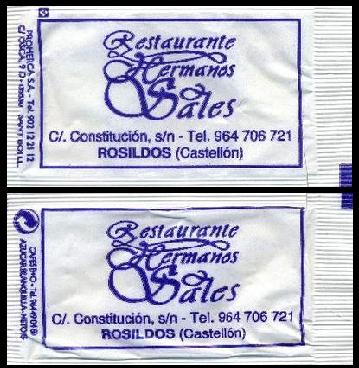 Restaurante
Hermanos
Sales
C/. Constitución, s/n - Tel. 964 706 721
ROSILDOS (Castellón)
Restaurante
Hermanos
Sales
C/. Constitución, s/n - Tel. 964 706 721
ROSILDOS (Castellón)